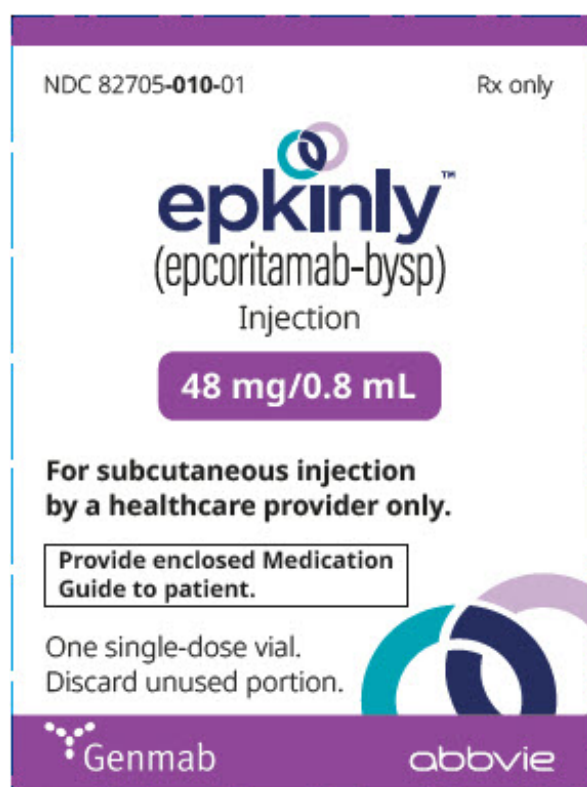 NDC 82705-010-01 Rx only
epkinly™
(epcoritamab-bysp)
Injection
48 mg/0.8 mL
For subcutaneous injection
by a healthcare provider only.
Provide enclosed Medication
Guide to patient.
One single-dose vial.
Discard unused portion.
Genmab abbvie